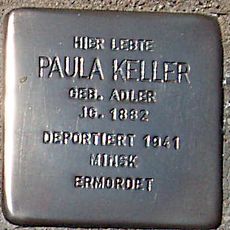 HIER LEBTE
PAULA KELLER
GEB. ADLER
JG. 1882
DEPORTIERT 1941
MINSK
ERMORDET